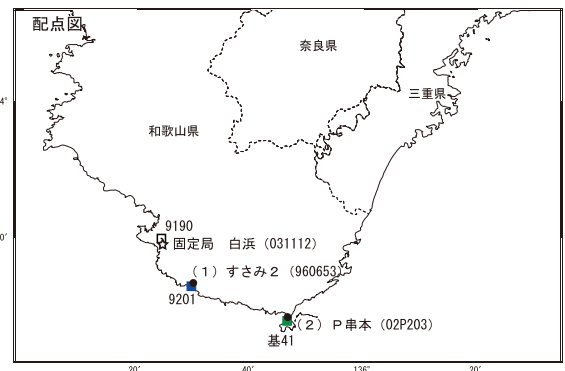 配点図
奈良県
三重県
4°
和歌山県
9190
0′
固定局　白浜（031112）
（１）すさみ２（960653）
9201
（２）Ｐ串本（02P203）
基41
20′
40′
136°
20′